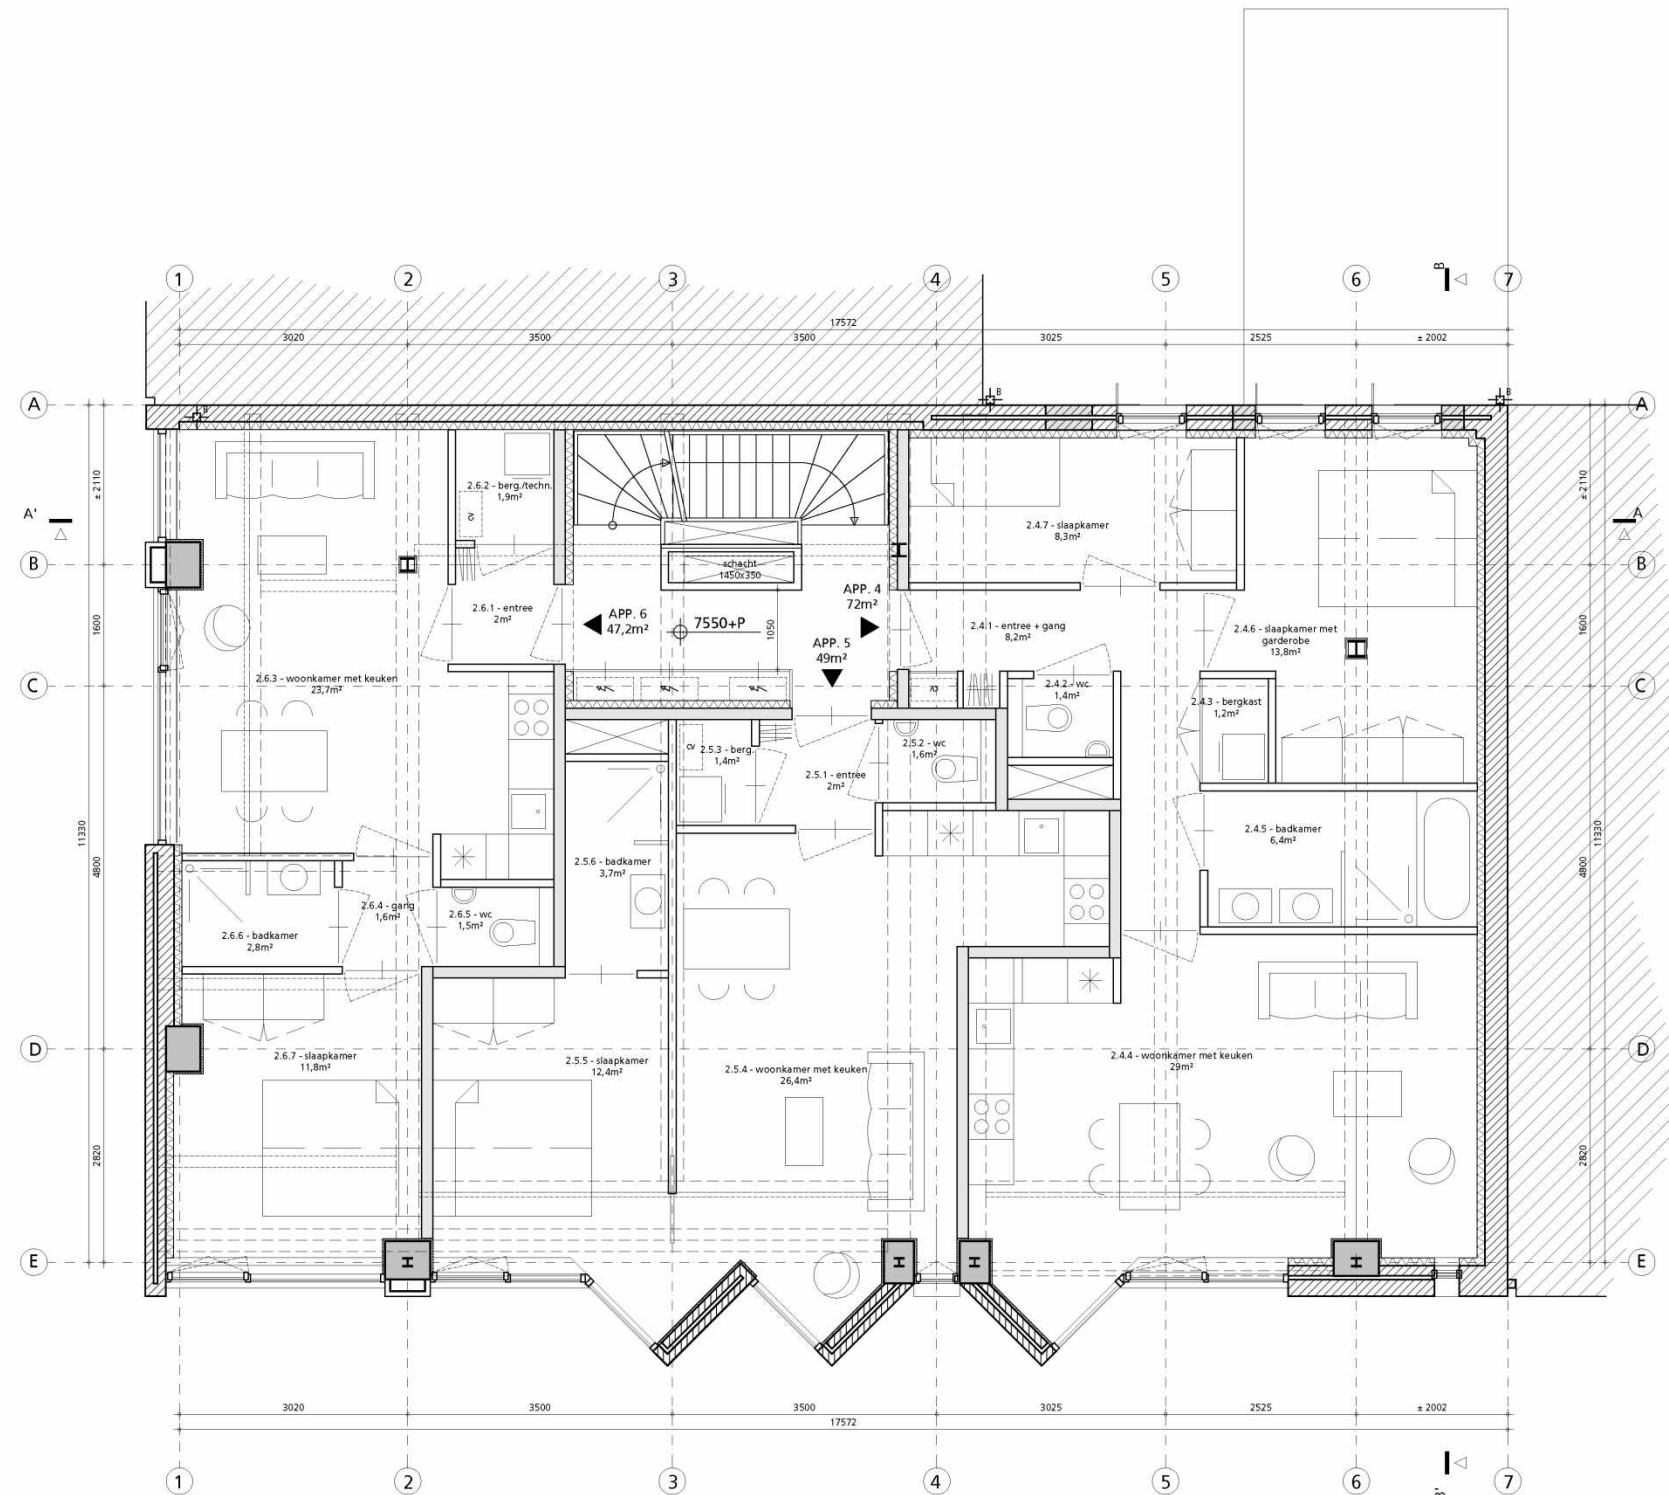 B
1 2 3 4 5 6 7
17572
3020 3500 3500 3025 2525 ± 2002
A B B B A
± 2110 ± 2110
2.6.2 - berg./techn.
1,9m²
cv
2.4.7 - slaapkamer
8,3m²
A' A
B B
schacht
1450x350
2.6.1 - entree
2m²
APP. 6
47,2m²
7550+P
1050
APP. 4
72m²
APP. 5
49m²
2.4.1 - entree + gang
8,2m²
2.4.6 - slaapkamer met
garderobe
13,8m²
1600 1600
2.6.3 - woonkamer met keuken
23,7m²
C C
cv
2.4.2 - wc
1,4m²
2.4.3 - bergkast
1,2m²
cv
2.5.3 - berg.
1,4m²
2.5.2 - wc
1,6m²
2.5.1 - entree
2m²
11330 11330
4800 4800
2.4.5 - badkamer
6,4m²
2.5.6 - badkamer
3,7m²
2.6.4 - gang
1,6m²
2.6.5 - wc
1,5m²
2.6.6 - badkamer
2,8m²
D D
2.6.7 - slaapkamer
11,8m²
2.5.5 - slaapkamer
12,4m²
2.5.4 - woonkamer met keuken
26,4m²
2.4.4 - woonkamer met keuken
29m²
2820 2820
E E
3020 3500 3500 3025 2525 ± 2002
17572
1 2 3 4 5 6 7